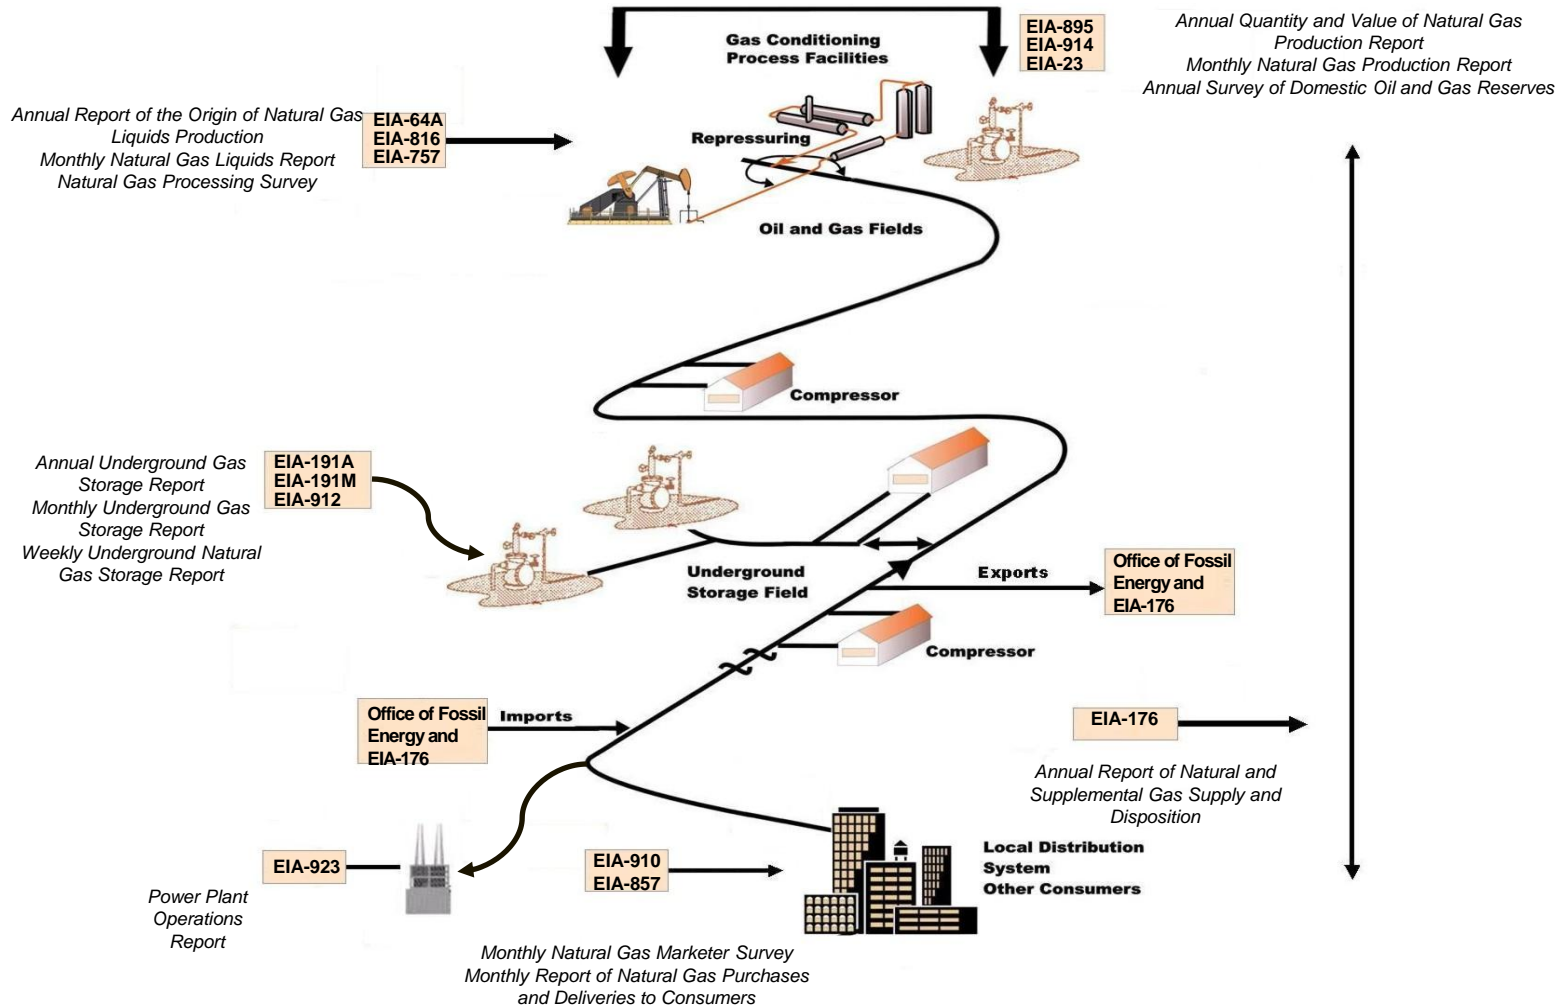 Gas Conditioning
Process Facilities
EIA-895
EIA-914
EIA-23
Annual Quantity and Value of Natural Gas
Production Report
Monthly Natural Gas Production Report
Annual Survey of Domestic Oil and Gas Reserves
Annual Report of the Origin of Natural Gas
Liquids Production
Monthly Natural Gas Liquids Report
Natural Gas Processing Survey
EIA-64A
EIA-816
EIA-757
Repressuring
Oil and Gas Fields
Compressor
Annual Underground Gas
Storage Report
Monthly Underground Gas
Storage Report
Weekly Underground Natural
Gas Storage Report
EIA-191A
EIA-191M
EIA-912
Underground
Storage Field
Exports
Office of Fossil
Energy and
EIA-176
Compressor
Office of Fossil
Energy and
EIA-176
Imports
EIA-176
Annual Report of Natural and
Supplemental Gas Supply and
Disposition
EIA-923
Power Plant
Operations
Report
EIA-910
EIA-857
Local Distribution
System
Other Consumers
Monthly Natural Gas Marketer Survey
Monthly Report of Natural Gas Purchases
and Deliveries to Consumers